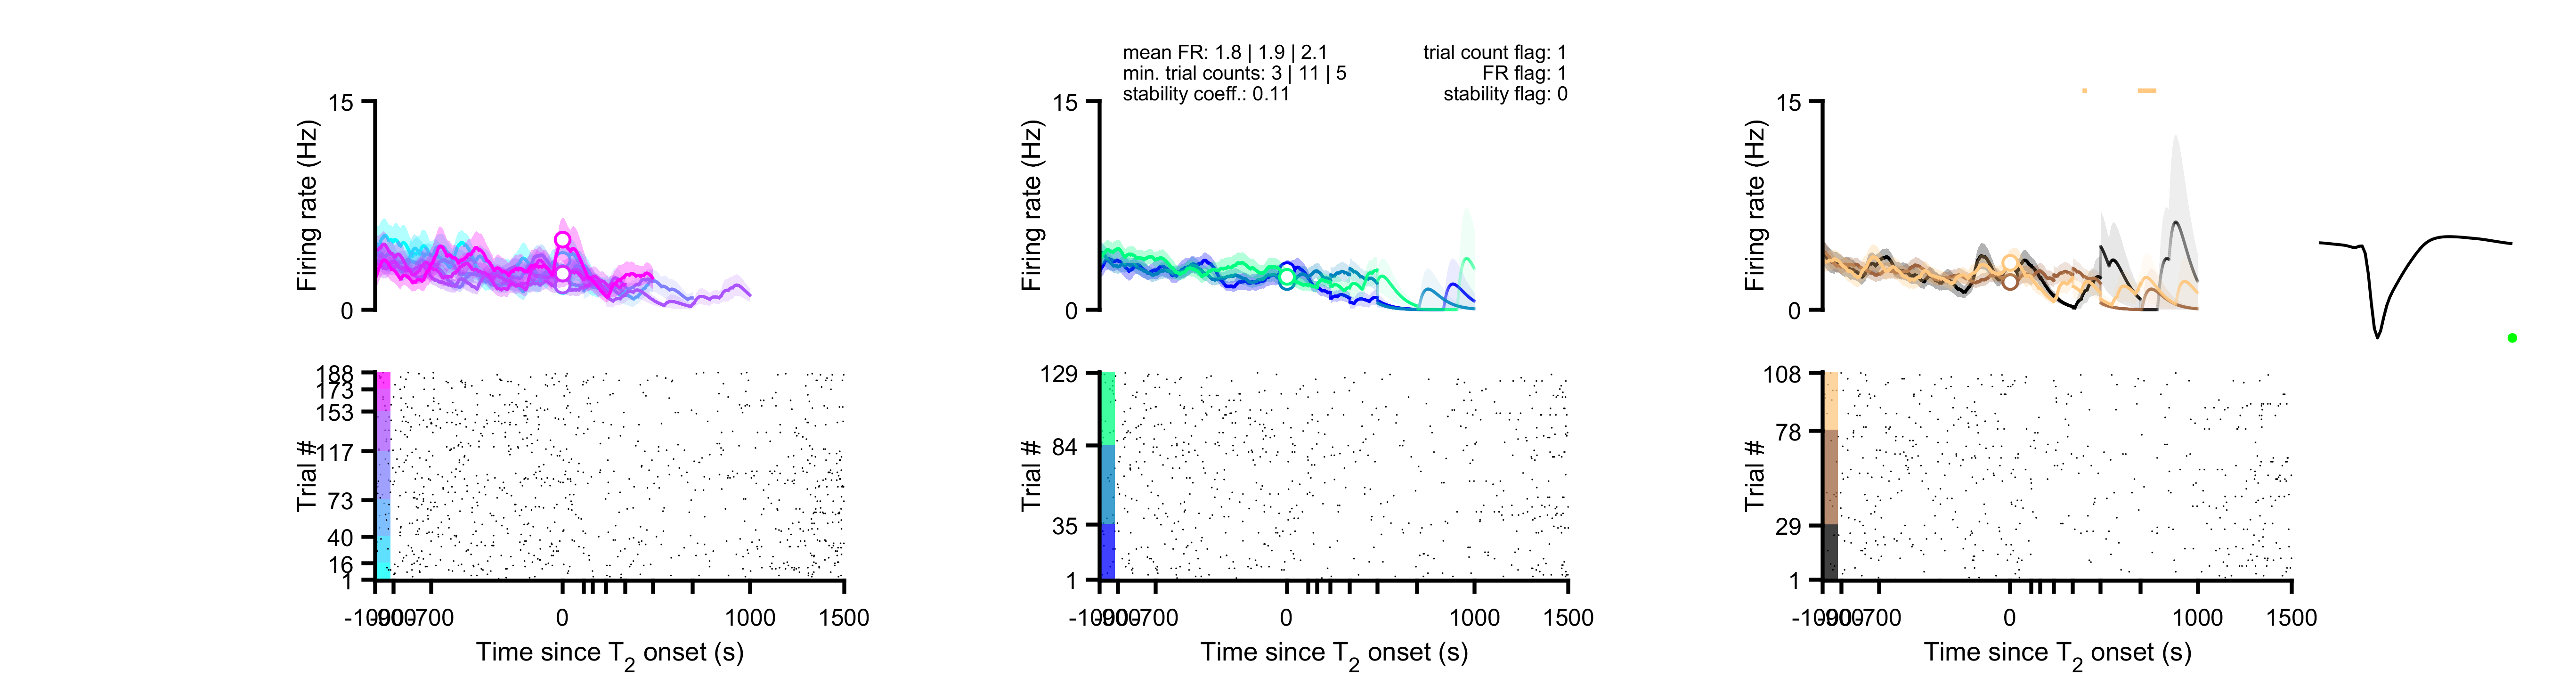 mean FR: 1.8 | 1.9 | 2.1
min. trial counts: 3 | 11 | 5
stability coeff.: 0.11
trial count flag: 1
FR flag: 1
stability flag: 0
15
Firing rate (Hz)
0
188
173
153
117
73
40
16
1
Trial #
-700
0
1000
1500
Time since T2 onset (s)
15
Firing rate (Hz)
0
129
84
35
1
Trial #
-700
0
1000
1500
Time since T2 onset (s)
15
Firing rate (Hz)
0
108
78
29
1
Trial #
-700
0
1000
1500
Time since T2 onset (s)